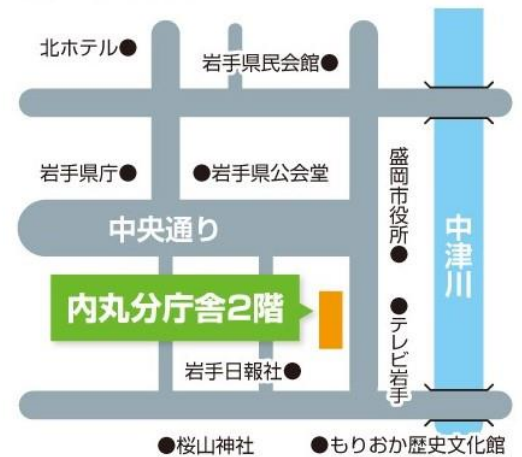 北ホテル●
岩手県民会館●
岩手県庁●
●岩手県公会堂
盛岡市役所●
中央通り
中津川
内丸分庁舎2階
●テレビ岩手
岩手日報社●
●桜山神社
●もりおか歴史文化館